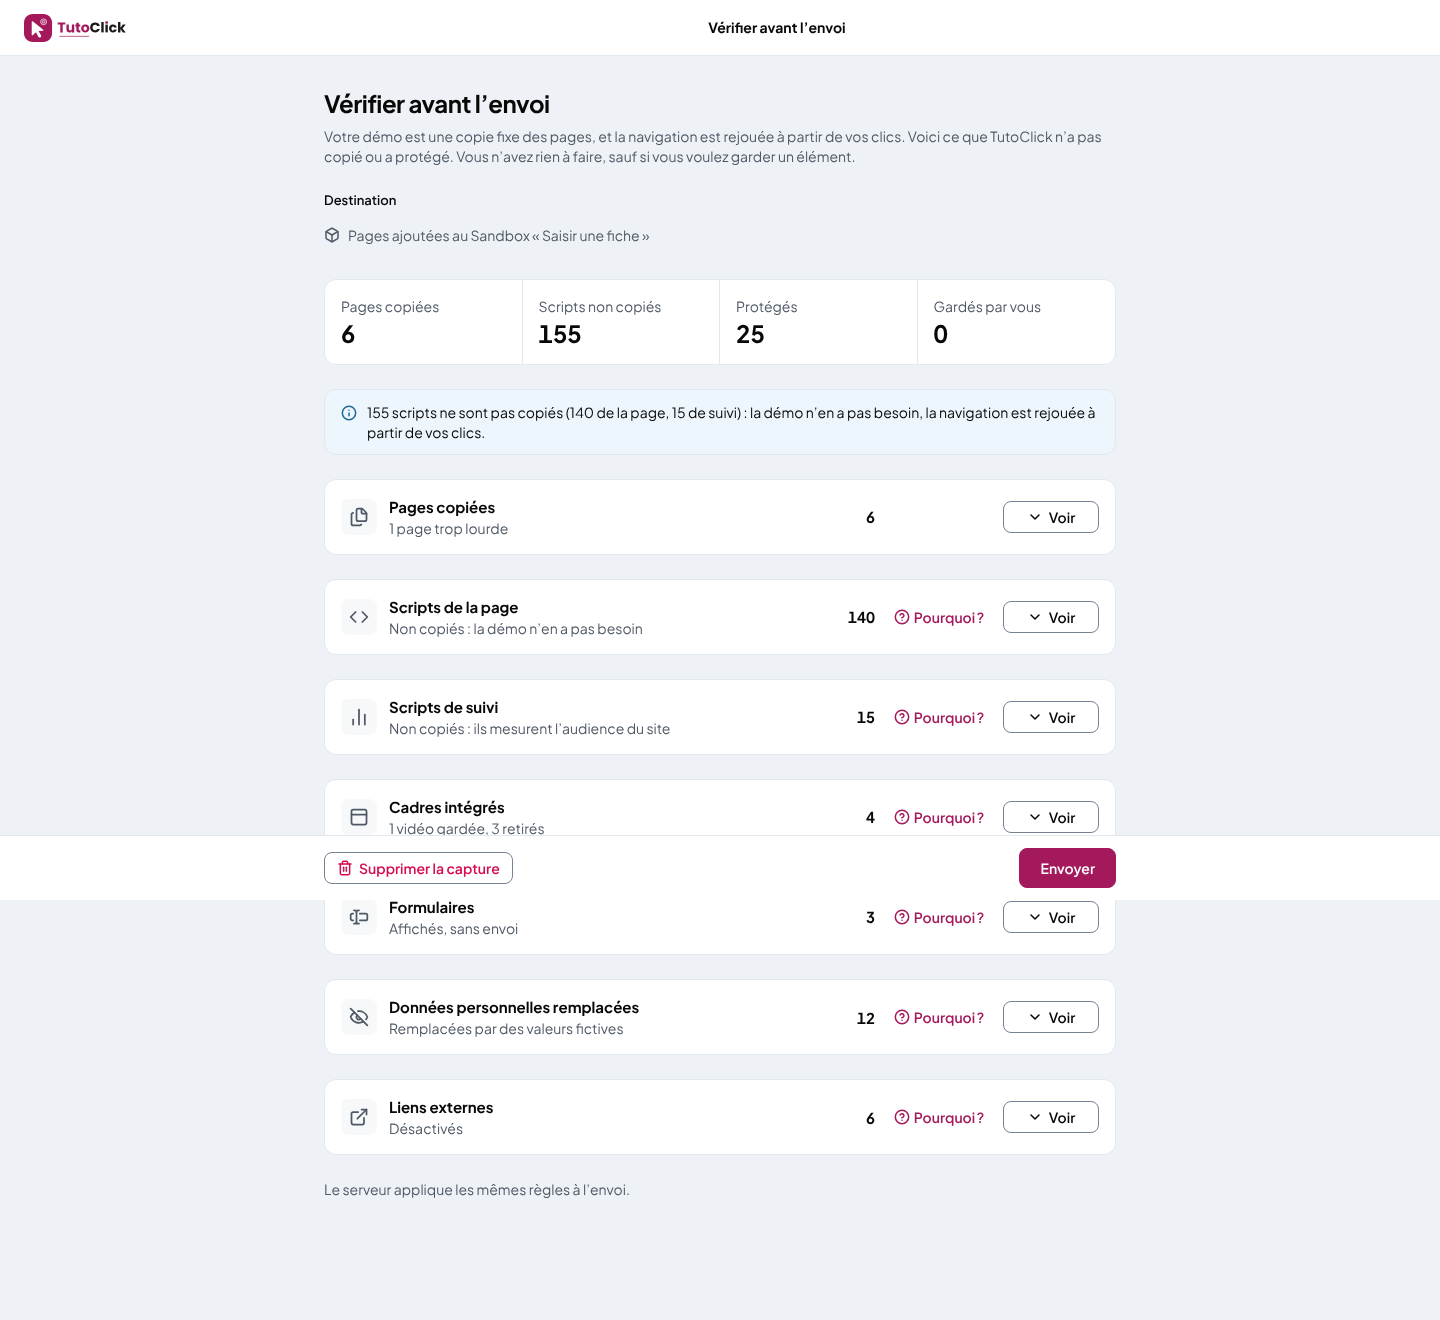 TutoClick
Vérifier avant l’envoi
Vérifier avant l’envoi
Votre démo est une copie fixe des pages, et la navigation est rejouée à partir de vos clics. Voici ce que TutoClick n’a pas
copié ou a protégé. Vous n’avez rien à faire, sauf si vous voulez garder un élément.
Destination
Pages ajoutées au Sandbox « Saisir une fiche »
Pages copiées
6
Scripts non copiés
155
Protégés
25
Gardés par vous
0
155 scripts ne sont pas copiés (140 de la page, 15 de suivi) : la démo n’en a pas besoin, la navigation est rejouée à
partir de vos clics.
Pages copiées
1 page trop lourde
6
Voir
Scripts de la page
Non copiés : la démo n’en a pas besoin
140
Pourquoi ?
Voir
Scripts de suivi
Non copiés : ils mesurent l’audience du site
15
Pourquoi ?
Voir
Cadres intégrés
1 vidéo gardée, 3 retirés
4
Pourquoi ?
Voir
Supprimer la capture
Envoyer
Formulaires
Affichés, sans envoi
3
Pourquoi ?
Voir
Données personnelles remplacées
Remplacées par des valeurs fictives
12
Pourquoi ?
Voir
Liens externes
Désactivés
6
Pourquoi ?
Voir
Le serveur applique les mêmes règles à l’envoi.